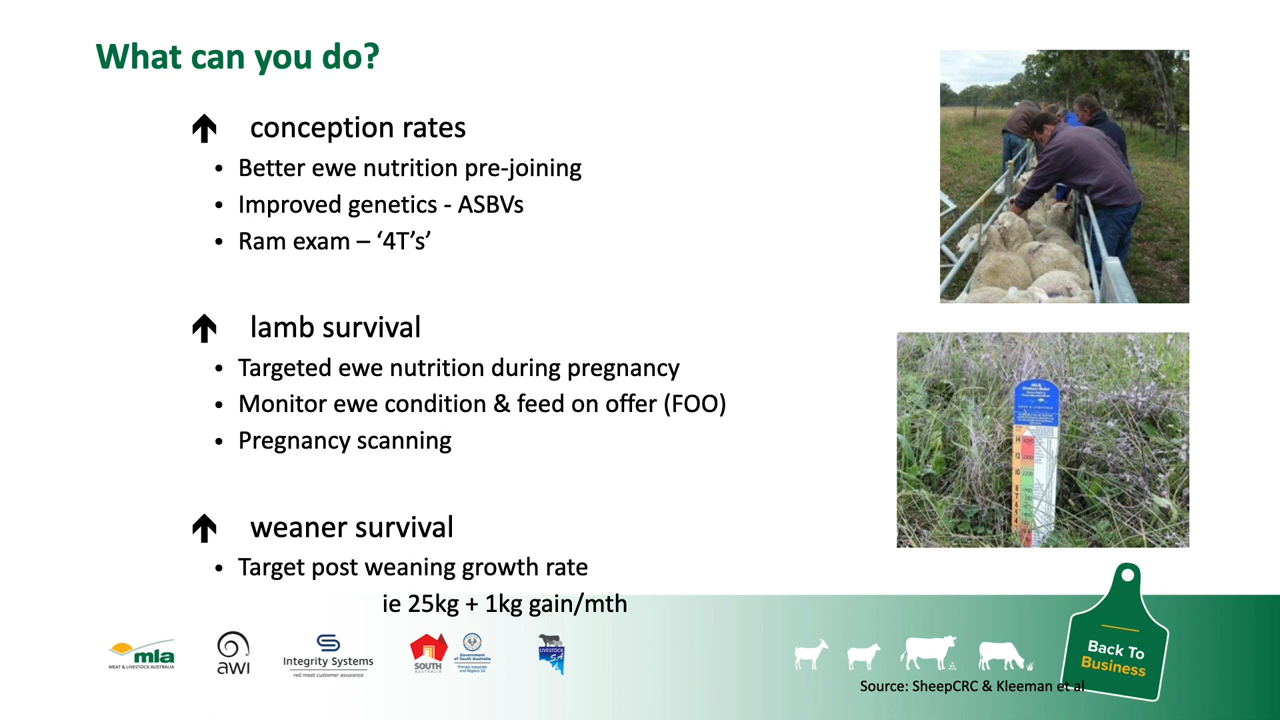 What can you do?
conception rates
• Better ewe nutrition pre-joining
• Improved genetics - ASBVs
• Ram exam – ‘4T’s’
lamb survival
• Targeted ewe nutrition during pregnancy
• Monitor ewe condition & feed on offer (FOO)
• Pregnancy scanning
weaner survival
• Target post weaning growth rate
ie 25kg + 1kg gain/mth
mla
MEAT & LIVESTOCK AUSTRALIA
awi
Integrity Systems
red meat customer assurance
SOUTH
AUSTRALIA
Government
of South Australia
Primary Industries
and Regions SA
LIVESTOCK
SA
Back To
Business
Source: SheepCRC & Kleeman et al